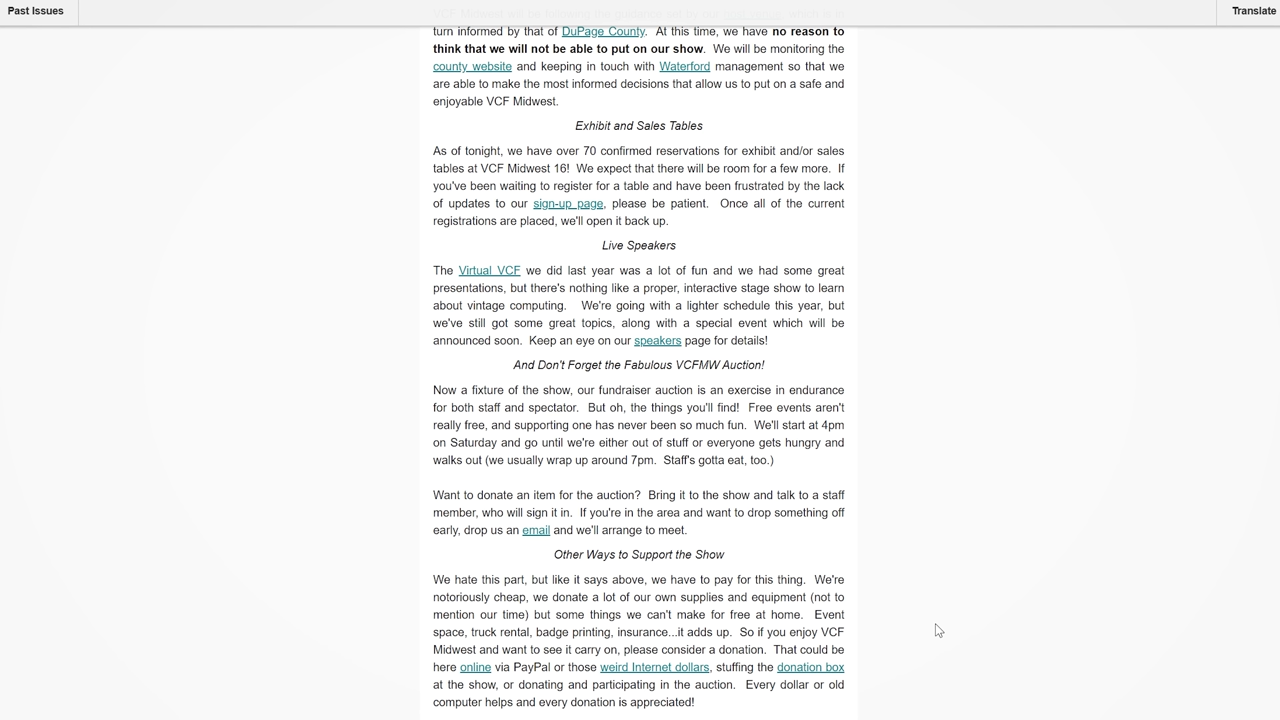 Past Issues
Translate
turn informed by that of DuPage County. At this time, we have no reason to
think that we will not be able to put on our show. We will be monitoring the
county website and keeping in touch with Waterford management so that we
are able to make the most informed decisions that allow us to put on a safe and
enjoyable VCF Midwest.
Exhibit and Sales Tables
As of tonight, we have over 70 confirmed reservations for exhibit and/or sales
tables at VCF Midwest 16! We expect that there will be room for a few more. If
you've been waiting to register for a table and have been frustrated by the lack
of updates to our sign-up page, please be patient. Once all of the current
registrations are placed, we'll open it back up.
Live Speakers
The Virtual VCF we did last year was a lot of fun and we had some great
presentations, but there's nothing like a proper, interactive stage show to learn
about vintage computing. We're going with a lighter schedule this year, but
we've still got some great topics, along with a special event which will be
announced soon. Keep an eye on our speakers page for details!
And Don't Forget the Fabulous VCFMW Auction!
Now a fixture of the show, our fundraiser auction is an exercise in endurance
for both staff and spectator. But oh, the things you'll find! Free events aren't
really free, and supporting one has never been so much fun. We'll start at 4pm
on Saturday and go until we're either out of stuff or everyone gets hungry and
walks out (we usually wrap up around 7pm. Staff's gotta eat, too.)
Want to donate an item for the auction? Bring it to the show and talk to a staff
member, who will sign it in. If you're in the area and want to drop something off
early, drop us an email and we'll arrange to meet.
Other Ways to Support the Show
We hate this part, but like it says above, we have to pay for this thing. We're
notoriously cheap, we donate a lot of our own supplies and equipment (not to
mention our time) but some things we can't make for free at home. Event
space, truck rental, badge printing, insurance...it adds up. So if you enjoy VCF
Midwest and want to see it carry on, please consider a donation. That could be
here online via PayPal or those weird Internet dollars, stuffing the donation box
at the show, or donating and participating in the auction. Every dollar or old
computer helps and every donation is appreciated!